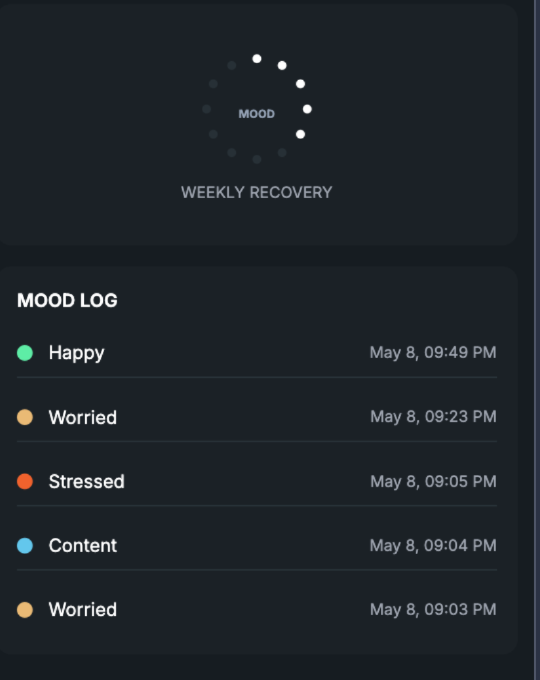 MOOD
WEEKLY RECOVERY
MOOD LOG
Happy May 8, 09:49 PM
Worried May 8, 09:23 PM
Stressed May 8, 09:05 PM
Content May 8, 09:04 PM
Worried May 8, 09:03 PM